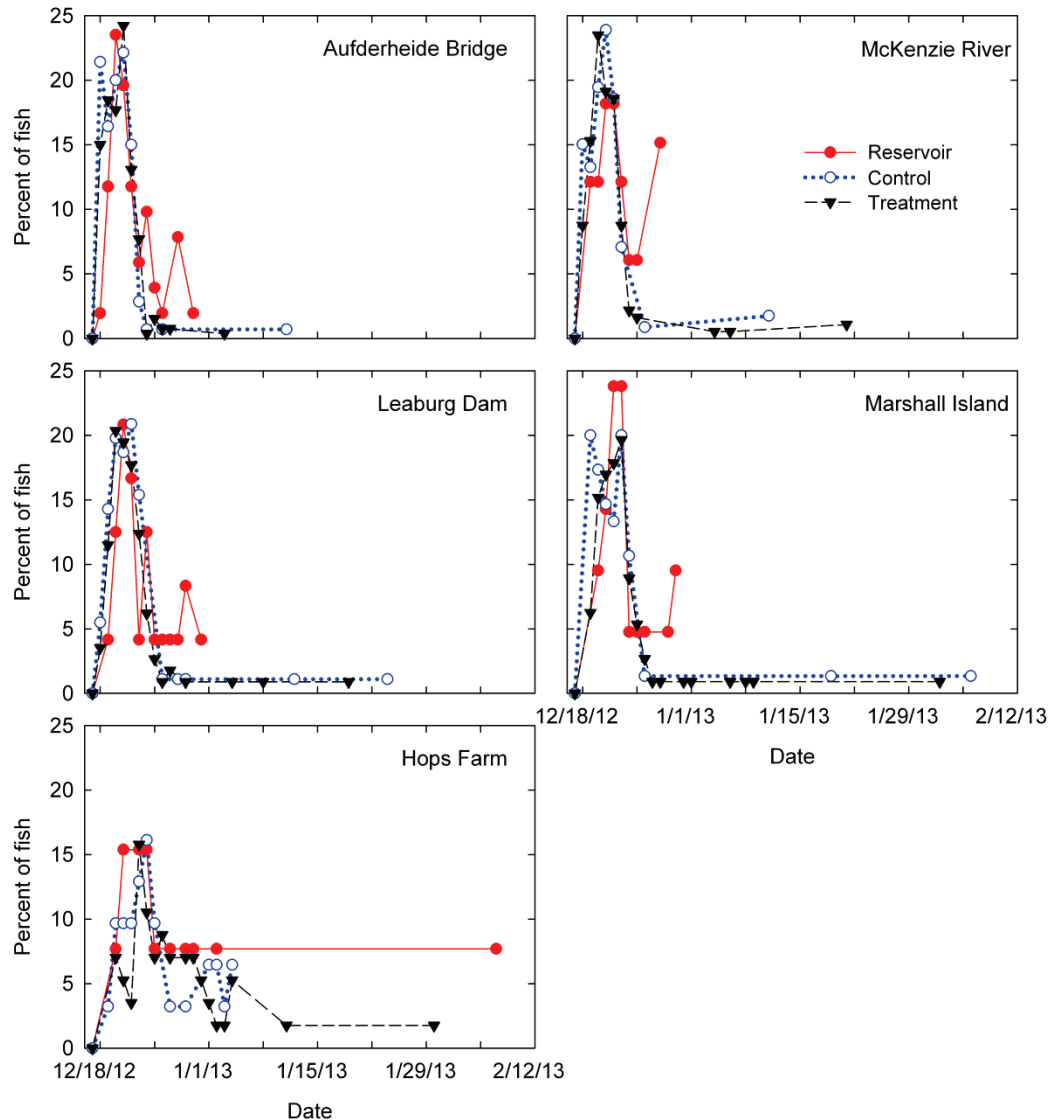 25
20
15
10
5
0
Percent of fish
Aufderheide Bridge
McKenzie River
Reservoir
Control
Treatment
20
15
10
5
0
Percent of fish
Leaburg Dam
Marshall Island
12/18/12 1/1/13 1/15/13 1/29/13 2/12/13
Date
25
20
15
10
5
0
Percent of fish
Hops Farm
12/18/12 1/1/13 1/15/13 1/29/13 2/12/13
Date